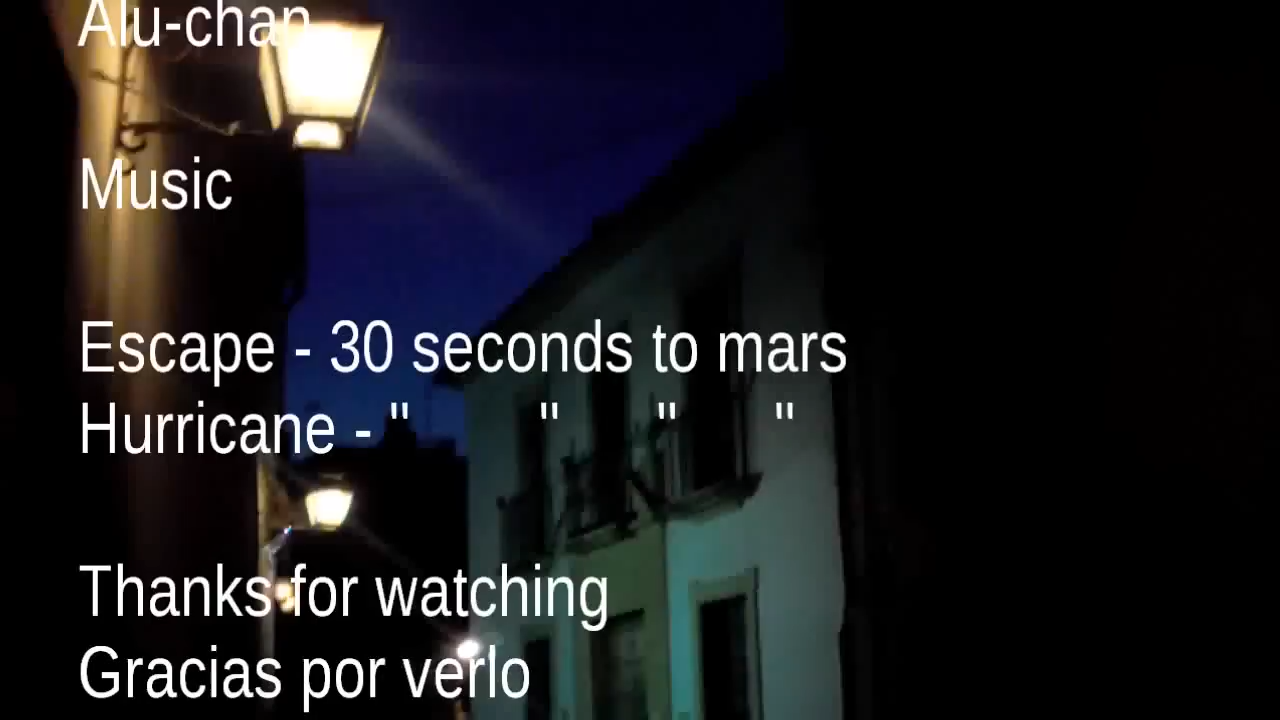 Alu-chan
Music
Escape - 30 seconds to mars
Hurricane - " " " "
Thanks for watching
Gracias por verlo